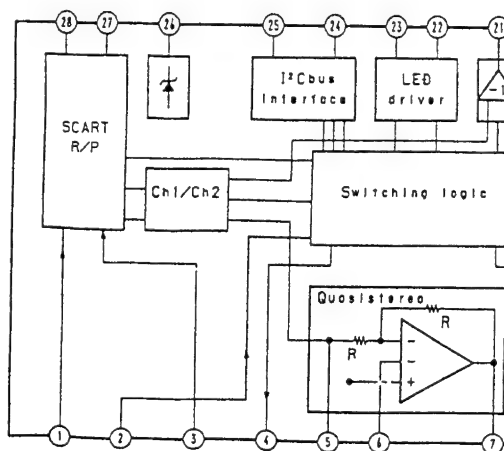 28 27 26 25 24 23 22 21
I²Cbus
Interface
LED
driver
-1
SCART
R/P
Ch1/Ch2
Switching logic
Quasistereo
R
R
-
-
+
1 2 3 4 5 6 7